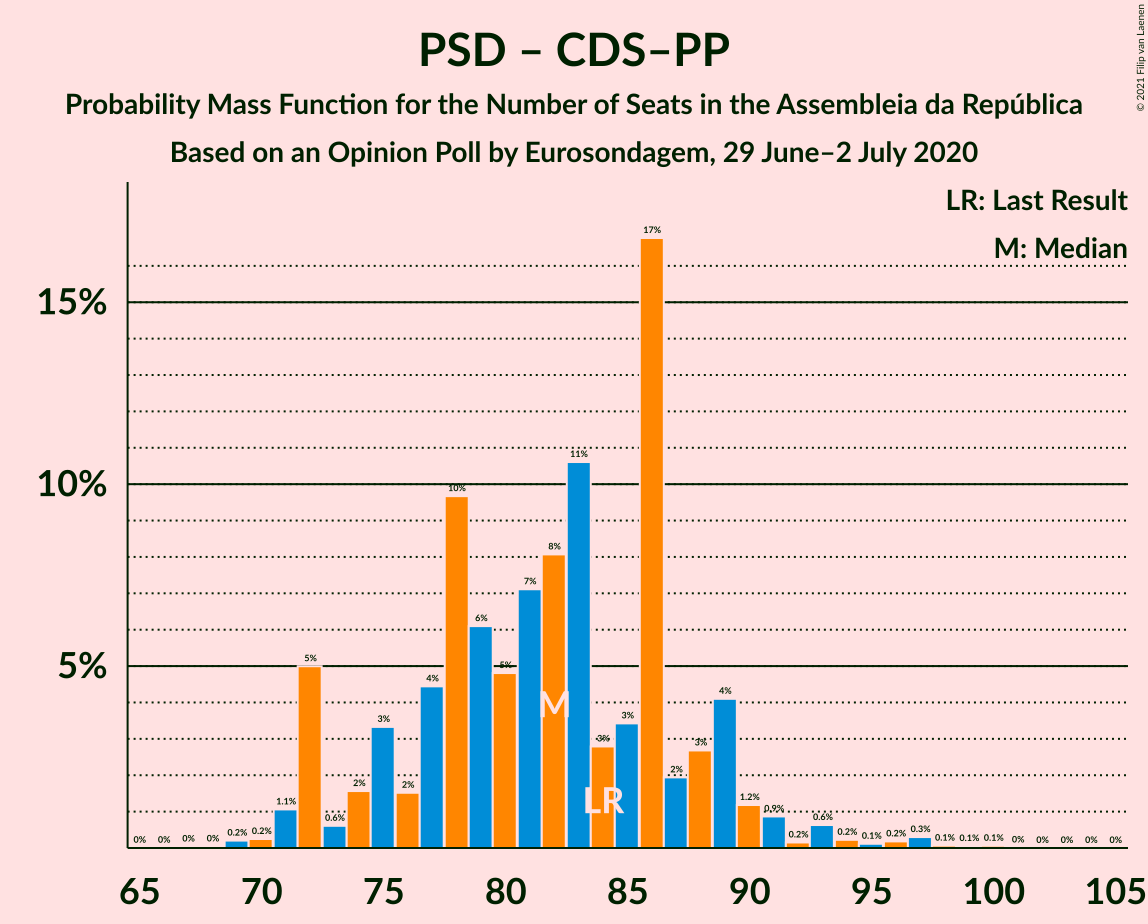 © 2021 Filip van Laenen
PSD – CDS–PP
Probability Mass Function for the Number of Seats in the Assembleia da República
Based on an Opinion Poll by Eurosondagem, 29 June–2 July 2020
LR: Last Result
M: Median
15%
10%
5%
0% 0% 0% 0% 0.2% 0.2% 1.1% 5% 0.6% 2% 3% 2% 4% 10% 6% 5% 7% 8% 11% 3% 3% 17% 2% 3% 4% 1.2% 0.9% 0.2% 0.6% 0.2% 0.1% 0.2% 0.3% 0.1% 0.1% 0.1% 0% 0% 0% 0% 0%
M
LR
65 70 75 80 85 90 95 100 105